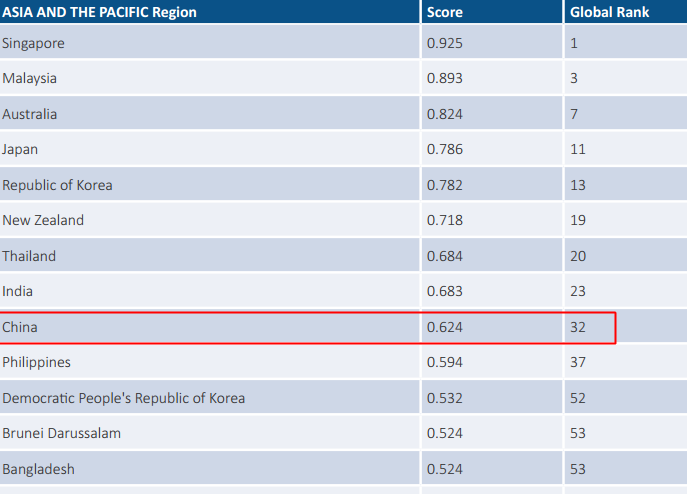 ASIA AND THE PACIFIC Region Score Global Rank
Singapore 0.925 1
Malaysia 0.893 3
Australia 0.824 7
Japan 0.786 11
Republic of Korea 0.782 13
New Zealand 0.718 19
Thailand 0.684 20
India 0.683 23
China 0.624 32
Philippines 0.594 37
Democratic People's Republic of Korea 0.532 52
Brunei Darussalam 0.524 53
Bangladesh 0.524 53